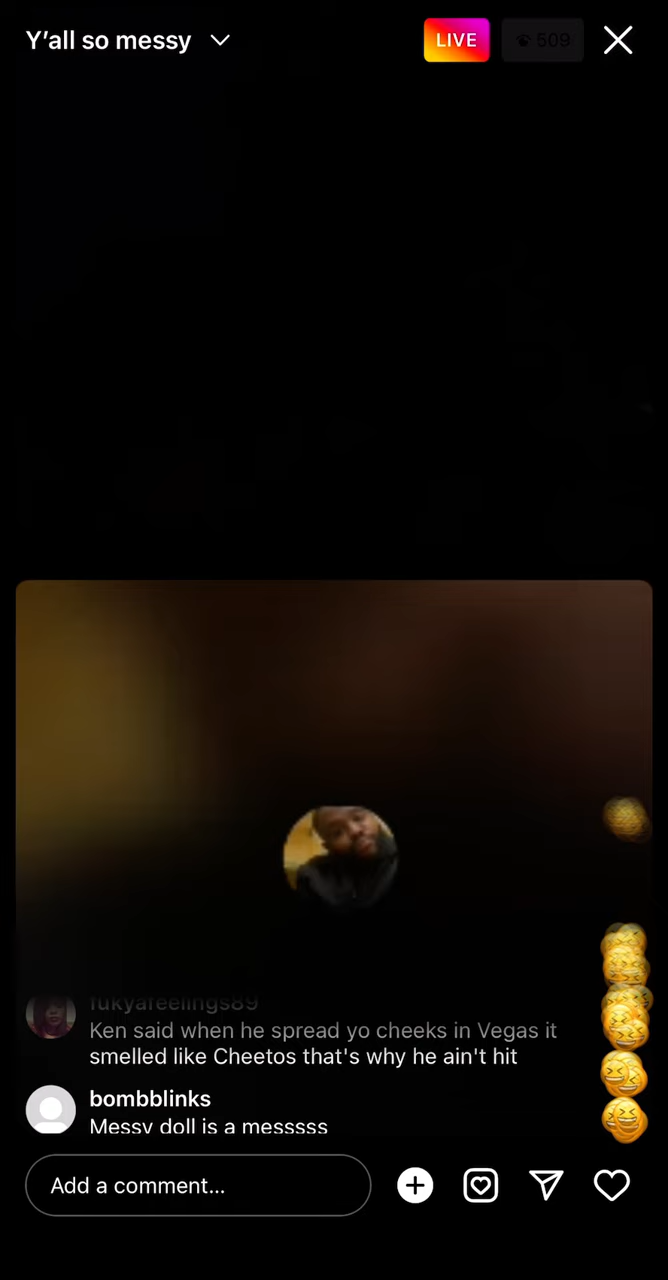 Y’all so messy
LIVE
509
fukyafeelings89
Ken said when he spread yo cheeks in Vegas it
smelled like Cheetos that's why he ain't hit
bombblinks
Messy doll is a messsss
Add a comment...